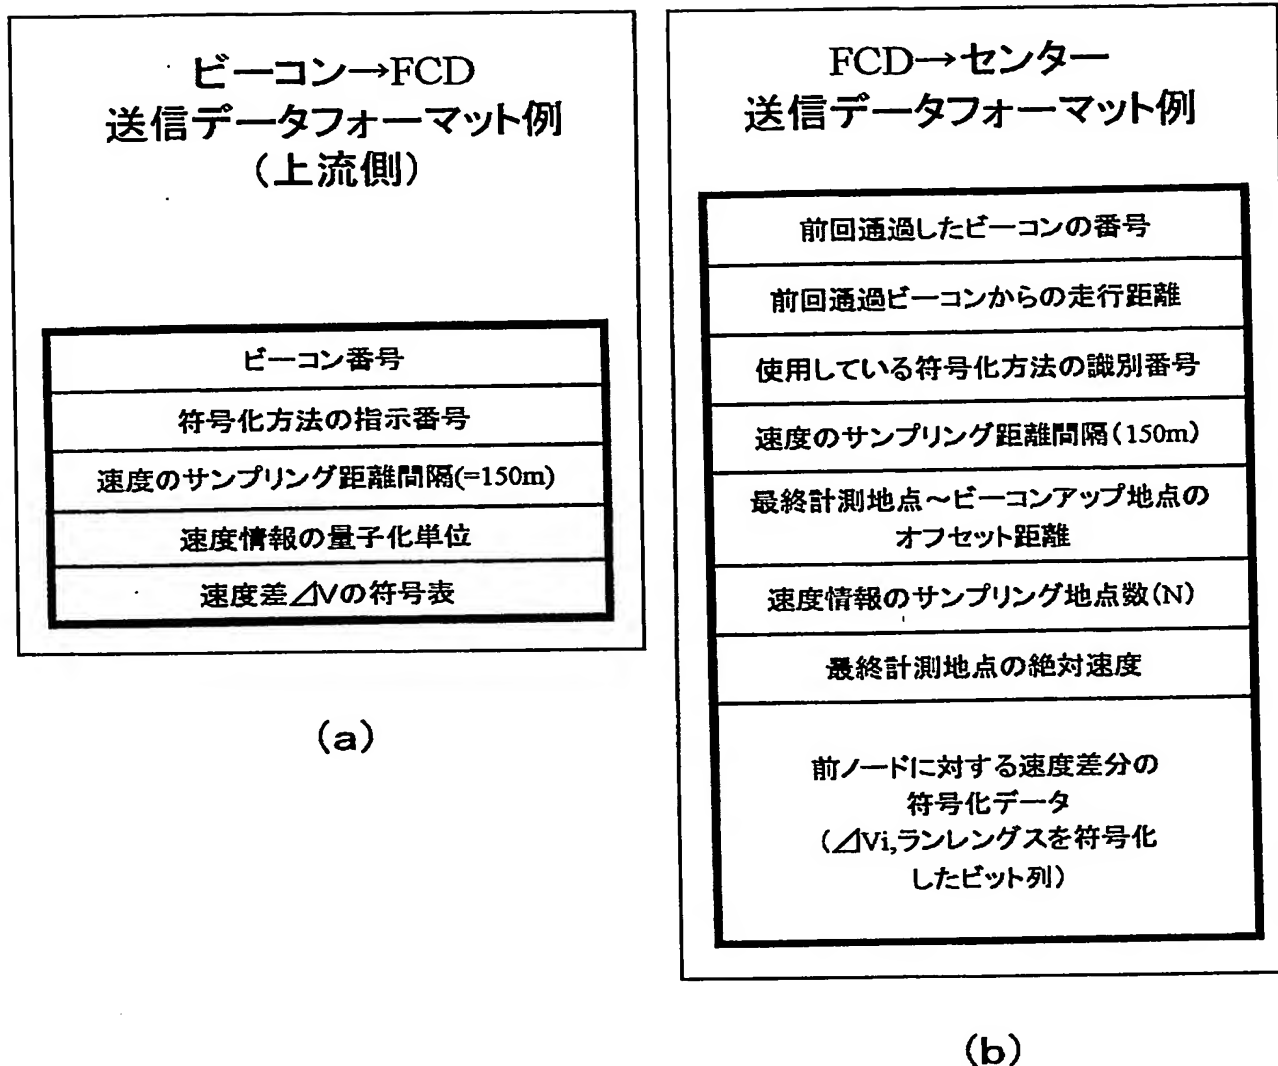 ビーコン→FCD
送信データフォーマット例
(上流側)
ビーコン番号
符号化方法の指示番号
速度のサンプリング距離間隔(=150m)
速度情報の量子化単位
速度差⊿Vの符号表
(a)
FCD→センター
送信データフォーマット例
前回通過したビーコンの番号
前回通過ビーコンからの走行距離
使用している符号化方法の識別番号
速度のサンプリング距離間隔(150m)
最終計測地点~ビーコンアップ地点の
オフセット距離
速度情報のサンプリング地点数(N)
最終計測地点の絶対速度
前ノードに対する速度差分の
符号化データ
(⊿Vi,ランレングスを符号化
したビット列)
(b)